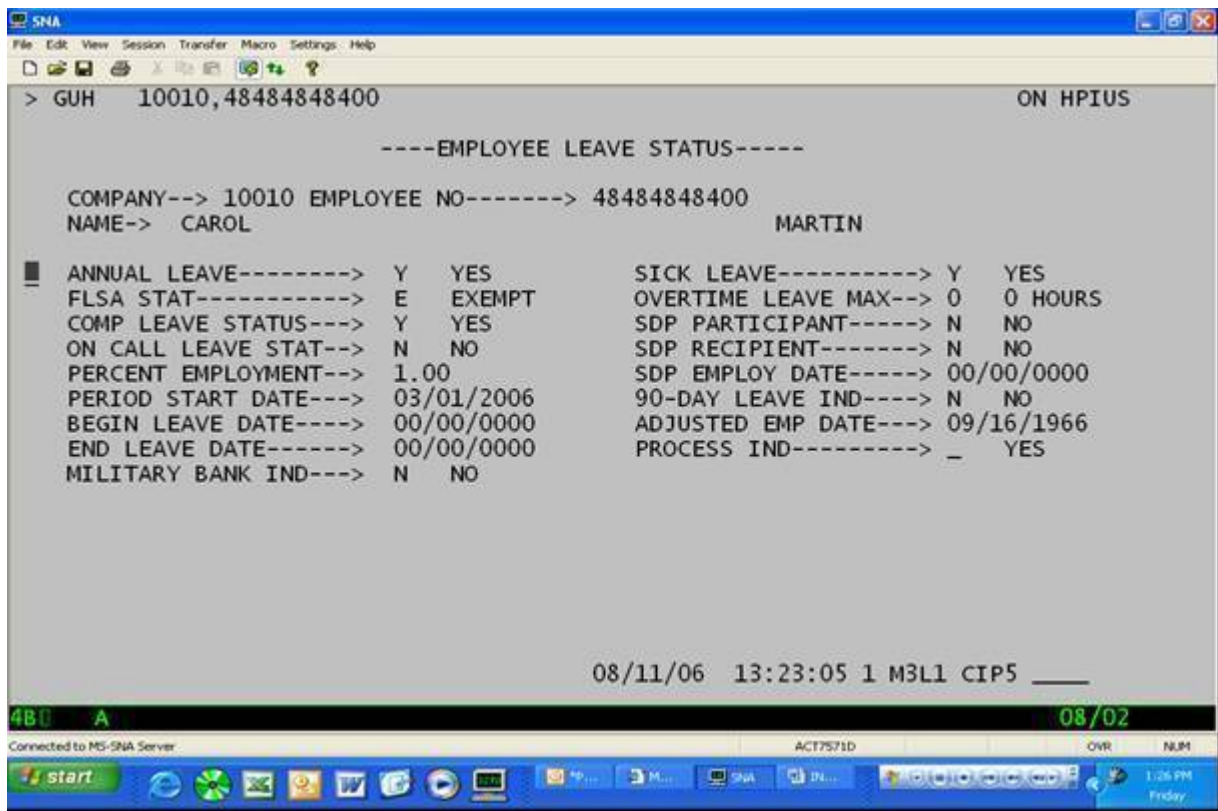 SNA
File Edit View Session Transfer Macro Settings Help
> GUH 10010,48484848400 ON HPIUS
----EMPLOYEE LEAVE STATUS-----
COMPANY--> 10010 EMPLOYEE NO-------> 48484848400
NAME-> CAROL MARTIN
ANNUAL LEAVE--------> Y YES SICK LEAVE-----------> Y YES
FLSA STAT-----------> E EXEMPT OVERTIME LEAVE MAX--> 0 0 HOURS
COMP LEAVE STATUS---> Y YES SDP PARTICIPANT-----> N NO
ON CALL LEAVE STAT--> N NO SDP RECIPIENT-------> N NO
PERCENT EMPLOYMENT--> 1.00 SDP EMPLOY DATE-----> 00/00/0000
PERIOD START DATE---> 03/01/2006 90-DAY LEAVE IND----> N NO
BEGIN LEAVE DATE----> 00/00/0000 ADJUSTED EMP DATE---> 09/16/1966
END LEAVE DATE------> 00/00/0000 PROCESS IND---------> _ YES
MILITARY BANK IND---> N NO
08/11/06 13:23:05 1 M3L1 CIP5 ____
4B A 08/02
Connected to MS-SNA Server ACT7571D OVR NUM
start SNA 1:26 PM
Friday